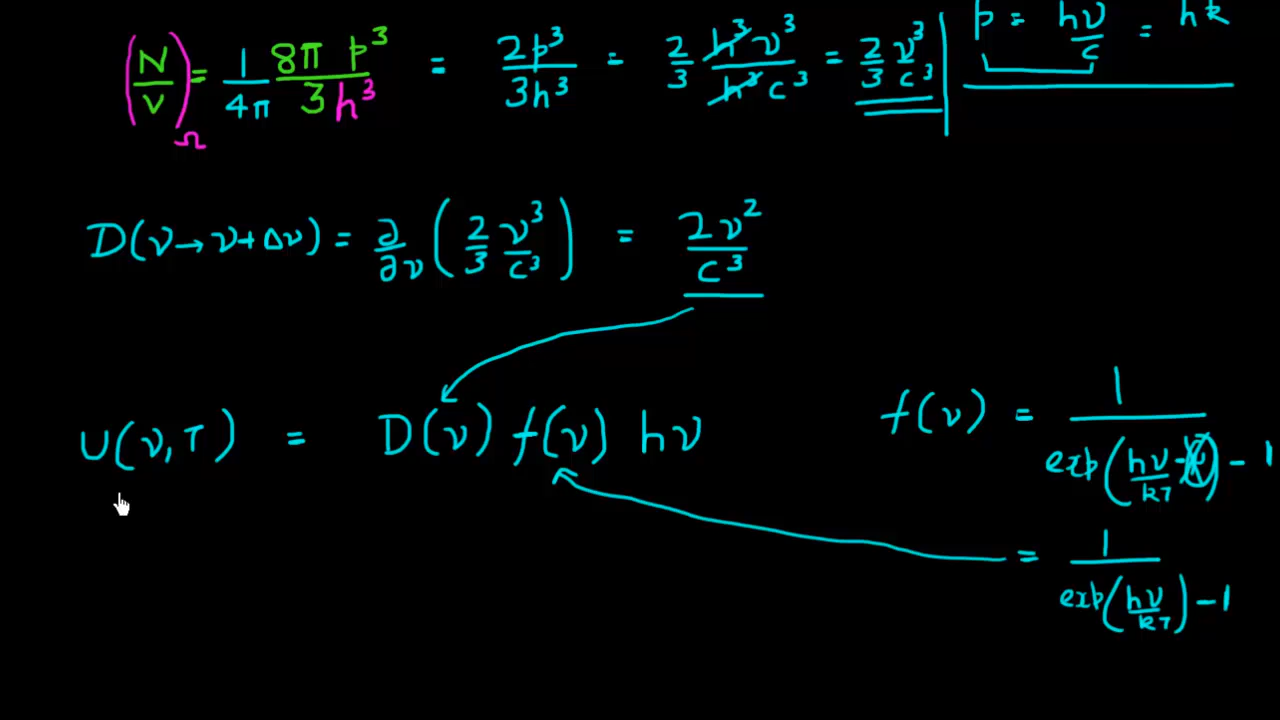 (N/V)_Ω = 1/4π 8π p³/3h³ = 2p³/3h³ = 2/3 h³ν³/h³c³ = 2/3 ν³/c³ | p = hν/c = ħk
D(ν→ν+Δν) = ∂/∂ν (2/3 ν³/c³) = 2ν²/c³
U(ν,T) = D(ν) f(ν) hν
f(ν) = 1/exp(hν/kT - ) - 1
= 1/exp(hν/kT) - 1